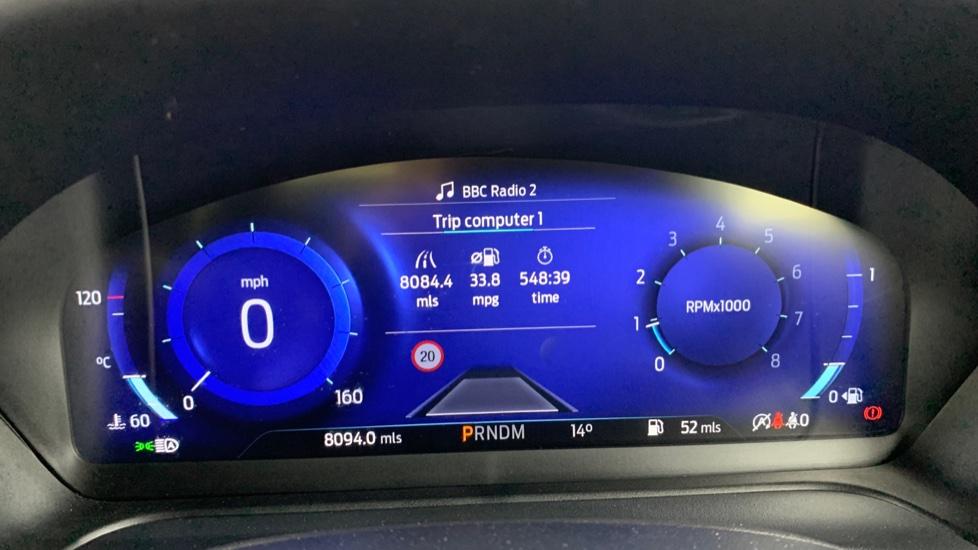 BBC Radio 2
Trip computer 1
8084.4 33.8 548:39
mls mpg time
mph
0
0
160
120
ºC
60
20
0
1
2
3
4
5
6
7
8
RPMx1000
1
0
8094.0 mls
PRNDM
14º
52 mls
A
0